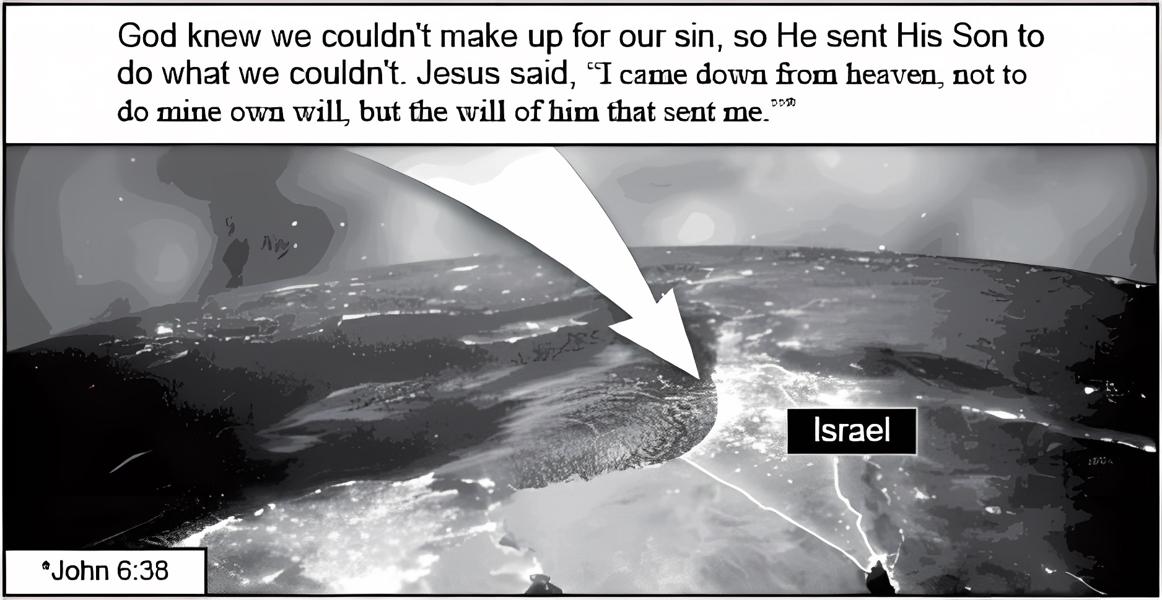 God knew we couldn't make up for our sin, so He sent His Son to
do what we couldn't. Jesus said, “I came down from heaven, not to
do mine own will, but the will of him that sent me.”*
Israel
*John 6:38